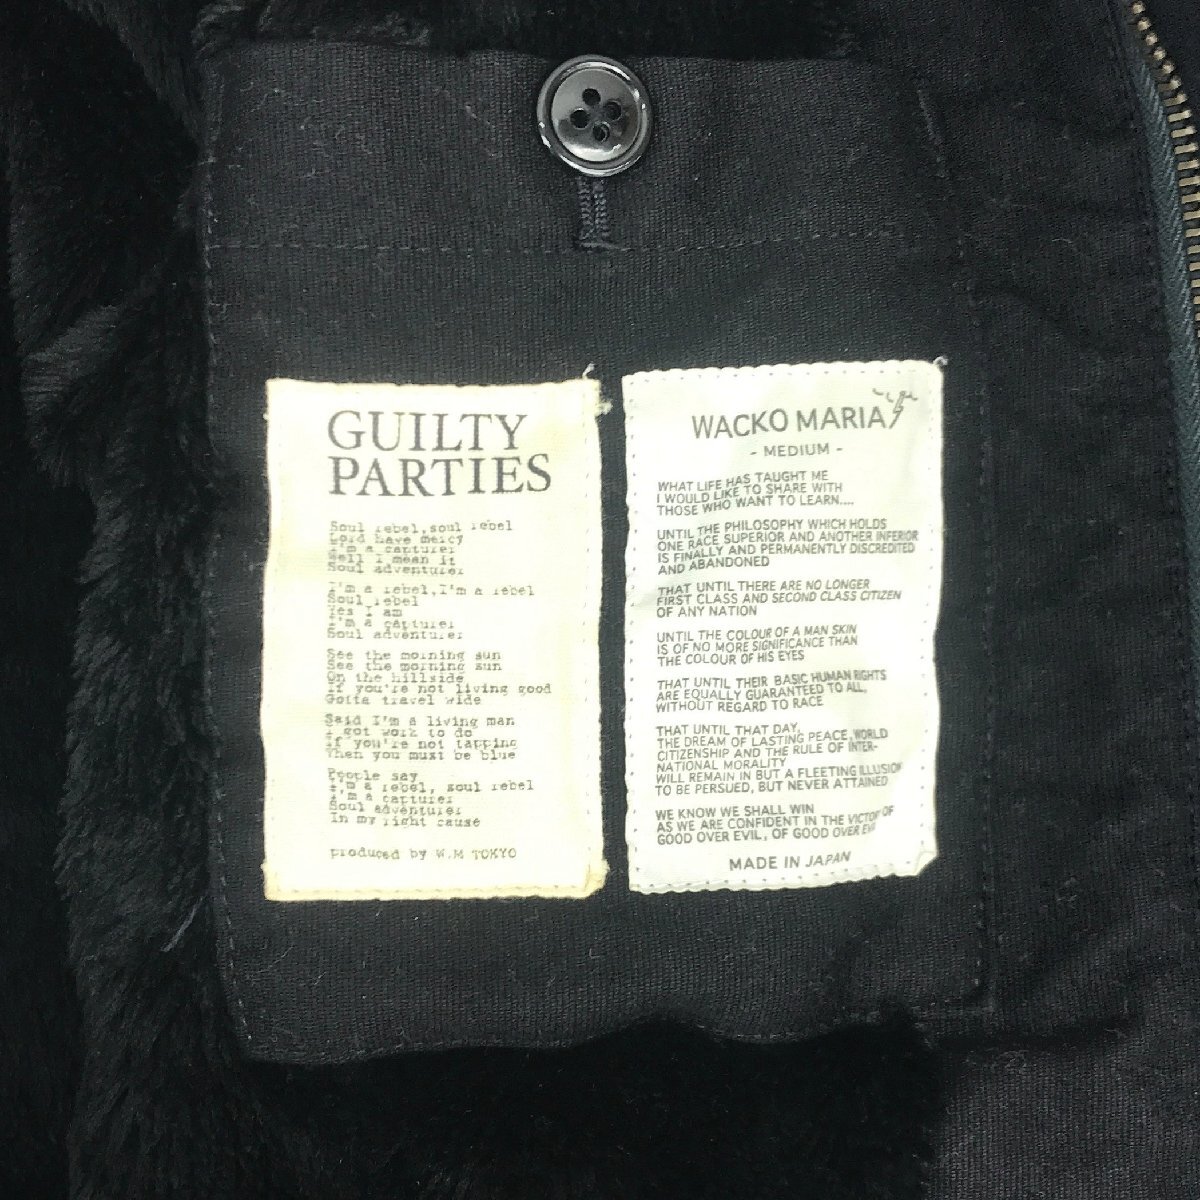 GUILTY
PARTIES
Soul rebel, soul rebel
Lord have mercy
I'm a capturer
Well I mean it
Soul adventurer
I'm a rebel, I'm a rebel
Soul rebel
Yes I am
I'm a capturer
Soul adventurer
See the morning sun
See the morning sun
On the hillside
If you're not living good
Gotta travel wide
Said I'm a living man
I got work to do
If you're not tapping
Then you must be blue
People say
I'm a rebel, soul rebel
I'm a capturer
Soul adventurer
In my right cause
produced by W.M TOKYO
WACKO MARIA
- MEDIUM -
WHAT LIFE HAS TAUGHT ME
I WOULD LIKE TO SHARE WITH
THOSE WHO WANT TO LEARN....
UNTIL THE PHILOSOPHY WHICH HOLDS
ONE RACE SUPERIOR AND ANOTHER INFERIOR
IS FINALLY AND PERMANENTLY DISCREDITED
AND ABANDONED
THAT UNTIL THERE ARE NO LONGER
FIRST CLASS AND SECOND CLASS CITIZEN
OF ANY NATION
UNTIL THE COLOUR OF A MAN SKIN
IS OF NO MORE SIGNIFICANCE THAN
THE COLOUR OF HIS EYES
THAT UNTIL THEIR BASIC HUMAN RIGHTS
ARE EQUALLY GUARANTEED TO ALL,
WITHOUT REGARD TO RACE
THAT UNTIL THAT DAY,
THE DREAM OF LASTING PEACE, WORLD
CITIZENSHIP AND THE RULE OF INTER-
NATIONAL MORALITY
WILL REMAIN IN BUT A FLEETING ILLUSION
TO BE PERSUED, BUT NEVER ATTAINED
WE KNOW WE SHALL WIN
AS WE ARE CONFIDENT IN THE VICTORY OF
GOOD OVER EVIL, OF GOOD OVER EVIL
MADE IN JAPAN